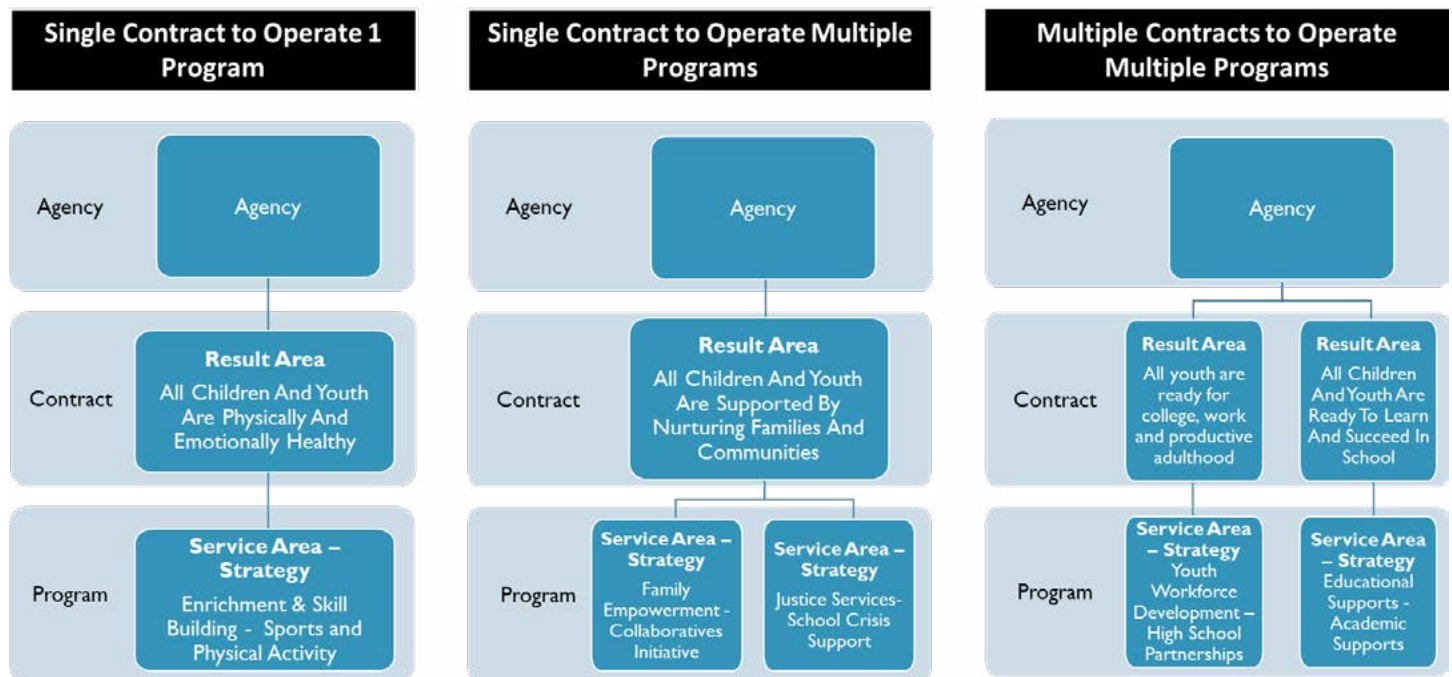 Single Contract to Operate 1
Program
Agency
Agency
Contract
Result Area
All Children And Youth
Are Physically And
Emotionally Healthy
Program
Service Area –
Strategy
Enrichment & Skill
Building - Sports and
Physical Activity
Single Contract to Operate Multiple
Programs
Agency
Agency
Contract
Result Area
All Children And Youth
Are Supported By
Nurturing Families And
Communities
Program
Service Area –
Strategy
Family
Empowerment -
Collaboratives
Initiative
Service Area –
Strategy
Justice Services-
School Crisis
Support
Multiple Contracts to Operate
Multiple Programs
Agency
Agency
Contract
Result Area
All youth are
ready for
college, work
and productive
adulthood
Result Area
All Children
And Youth Are
Ready To Learn
And Succeed In
School
Program
Service Area
– Strategy
Youth
Workforce
Development –
High School
Partnerships
Service Area
– Strategy
Educational
Supports -
Academic
Supports